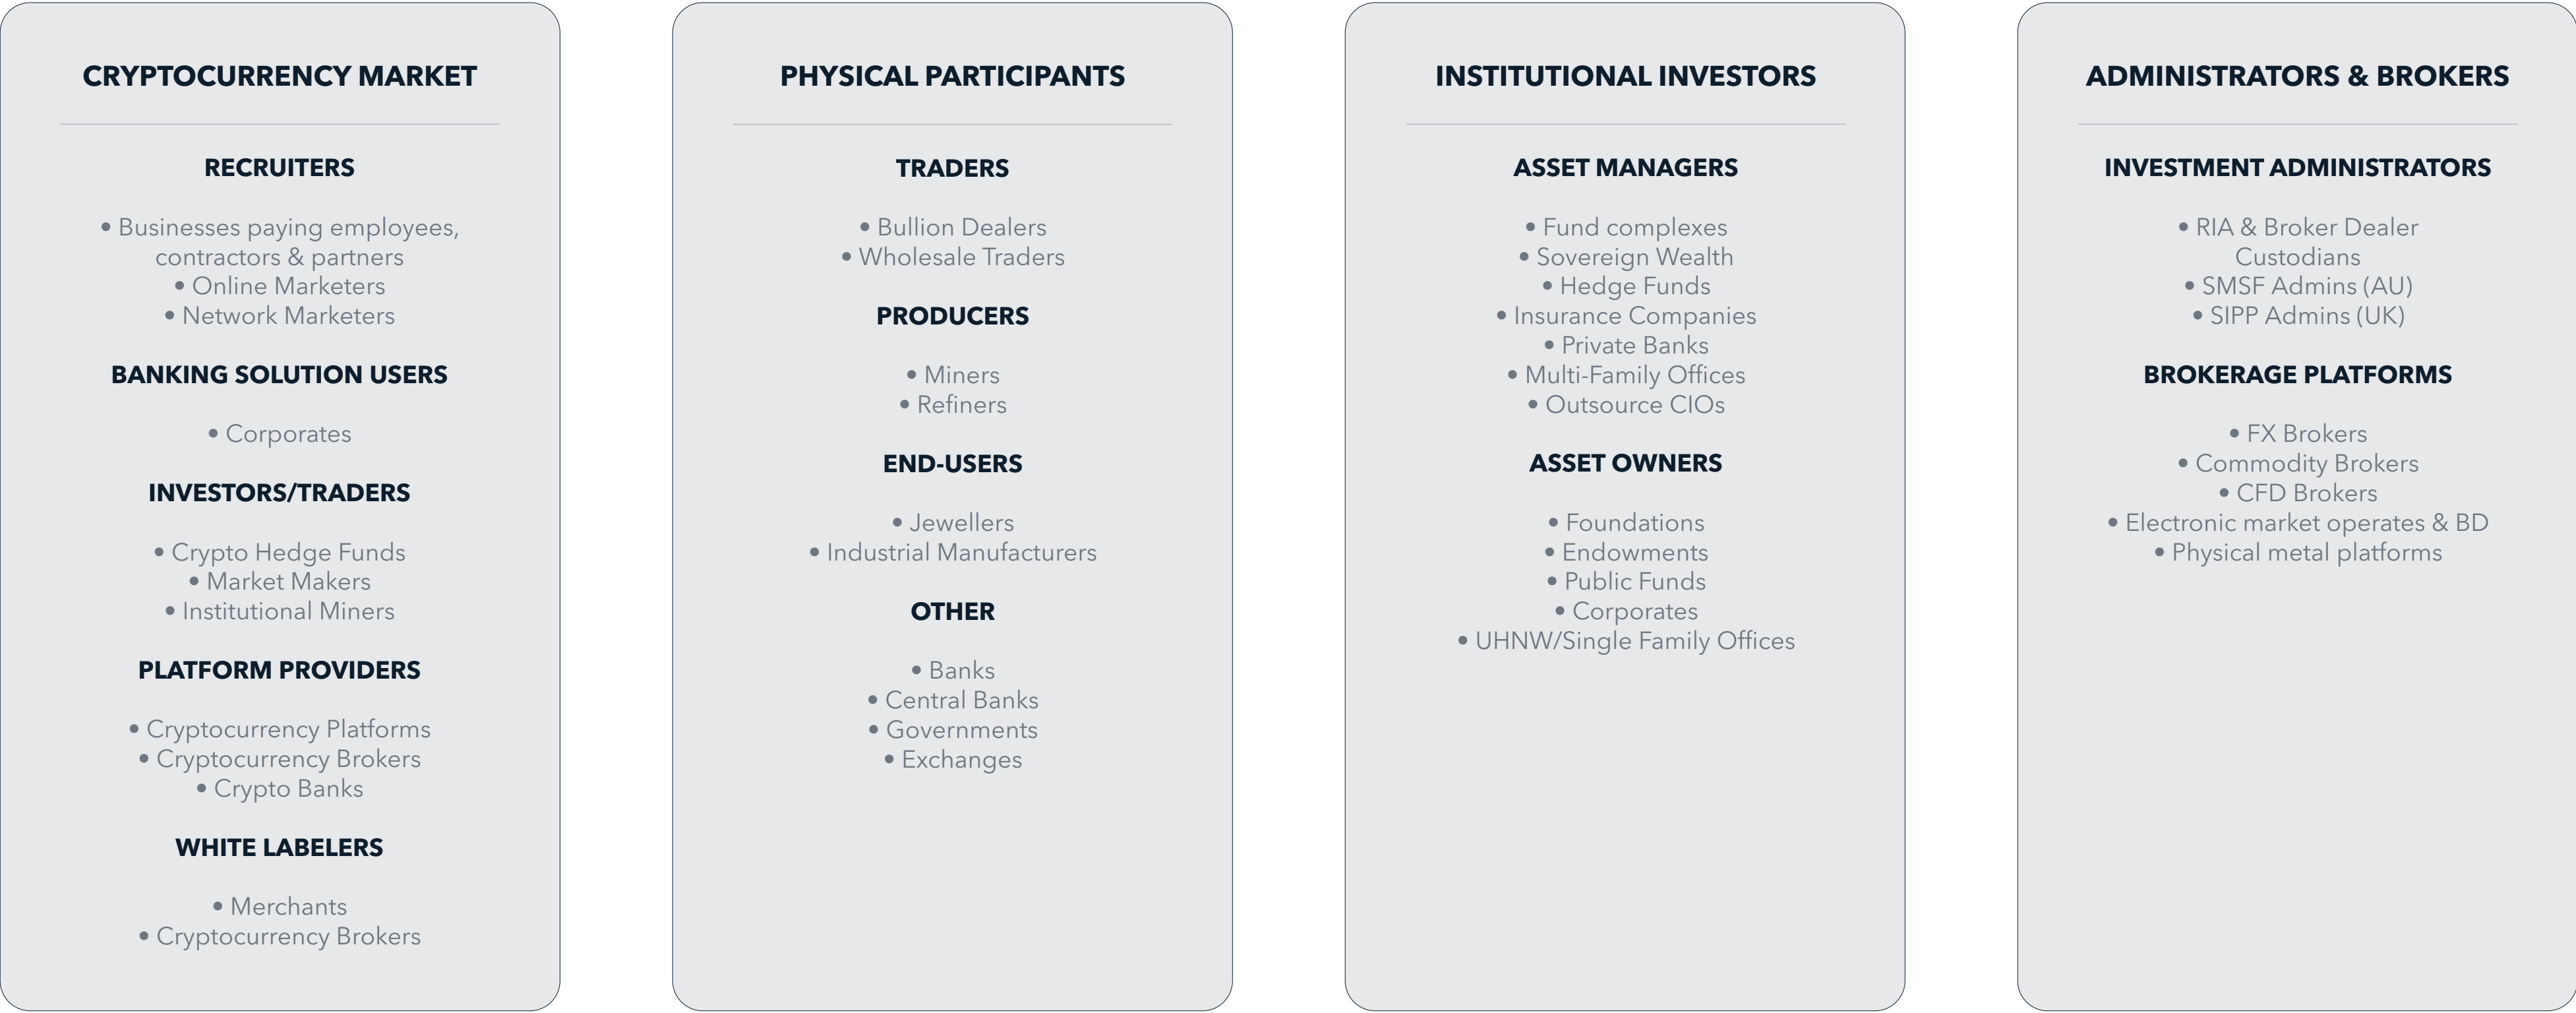 CRYPTOCURRENCY MARKET
RECRUITERS
• Businesses paying employees,
contractors & partners
• Online Marketers
• Network Marketers
BANKING SOLUTION USERS
• Corporates
INVESTORS/TRADERS
• Crypto Hedge Funds
• Market Makers
• Institutional Miners
PLATFORM PROVIDERS
• Cryptocurrency Platforms
• Cryptocurrency Brokers
• Crypto Banks
WHITE LABELERS
• Merchants
• Cryptocurrency Brokers
PHYSICAL PARTICIPANTS
TRADERS
• Bullion Dealers
• Wholesale Traders
PRODUCERS
• Miners
• Refiners
END-USERS
• Jewellers
• Industrial Manufacturers
OTHER
• Banks
• Central Banks
• Governments
• Exchanges
INSTITUTIONAL INVESTORS
ASSET MANAGERS
• Fund complexes
• Sovereign Wealth
• Hedge Funds
• Insurance Companies
• Private Banks
• Multi-Family Offices
• Outsource CIOs
ASSET OWNERS
• Foundations
• Endowments
• Public Funds
• Corporates
• UHNW/Single Family Offices
ADMINISTRATORS & BROKERS
INVESTMENT ADMINISTRATORS
• RIA & Broker Dealer
Custodians
• SMSF Admins (AU)
• SIPP Admins (UK)
BROKERAGE PLATFORMS
• FX Brokers
• Commodity Brokers
• CFD Brokers
• Electronic market operates & BD
• Physical metal platforms